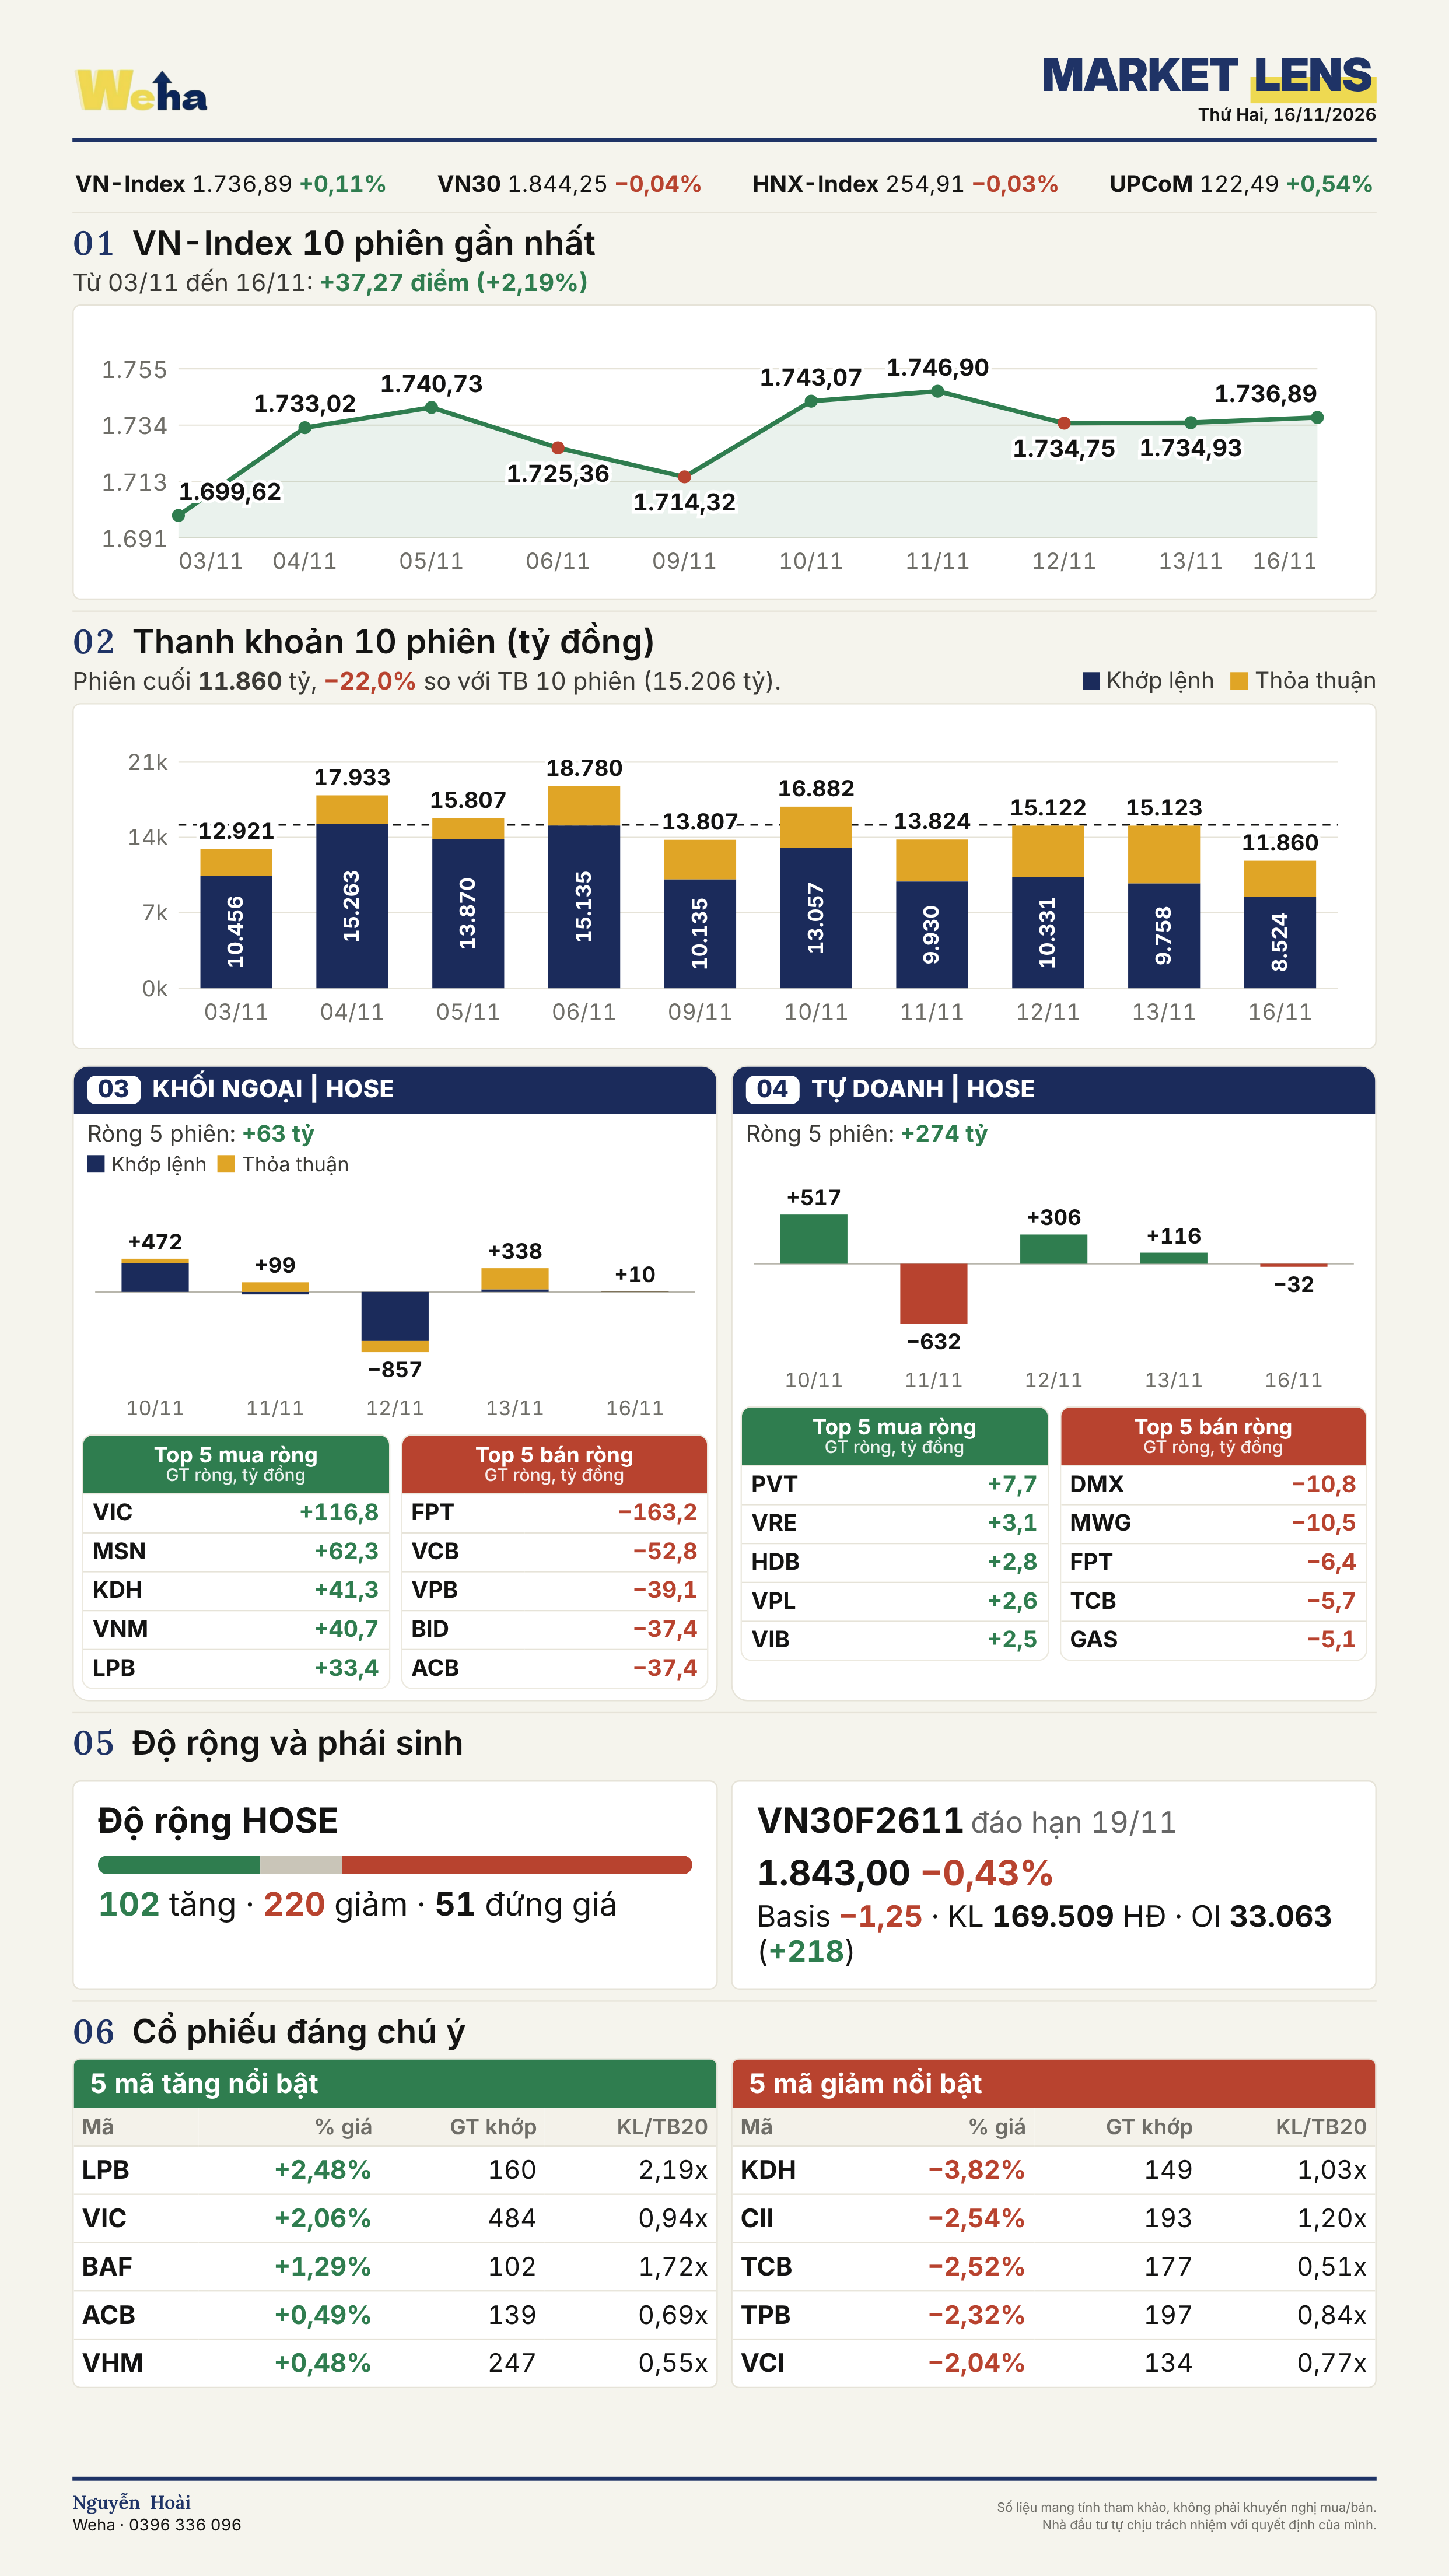 Weha
MARKET LENS
Thứ Hai, 16/11/2026
VN-Index 1.736,89 +0,11% VN30 1.844,25 −0,04% HNX-Index 254,91 −0,03% UPCoM 122,49 +0,54%
01 VN-Index 10 phiên gần nhất
Từ 03/11 đến 16/11: +37,27 điểm (+2,19%)
1.755
1.734
1.713
1.691
1.699,62 1.733,02 1.740,73 1.725,36 1.714,32 1.743,07 1.746,90 1.734,75 1.734,93 1.736,89
03/11 04/11 05/11 06/11 09/11 10/11 11/11 12/11 13/11 16/11
02 Thanh khoản 10 phiên (tỷ đồng)
Phiên cuối 11.860 tỷ, −22,0% so với TB 10 phiên (15.206 tỷ).
Khớp lệnh Thỏa thuận
21k
14k
7k
0k
12.921 17.933 15.807 18.780 13.807 16.882 13.824 15.122 15.123 11.860
10.456 15.263 13.870 15.135 10.135 13.057 9.930 10.331 9.758 8.524
03/11 04/11 05/11 06/11 09/11 10/11 11/11 12/11 13/11 16/11
03 KHỐI NGOẠI | HOSE
Ròng 5 phiên: +63 tỷ
Khớp lệnh Thỏa thuận
+472 +99 −857 +338 +10
10/11 11/11 12/11 13/11 16/11
Top 5 mua ròng
GT ròng, tỷ đồng
VIC +116,8
MSN +62,3
KDH +41,3
VNM +40,7
LPB +33,4
Top 5 bán ròng
GT ròng, tỷ đồng
FPT −163,2
VCB −52,8
VPB −39,1
BID −37,4
ACB −37,4
04 TỰ DOANH | HOSE
Ròng 5 phiên: +274 tỷ
+517 −632 +306 +116 −32
10/11 11/11 12/11 13/11 16/11
Top 5 mua ròng
GT ròng, tỷ đồng
PVT +7,7
VRE +3,1
HDB +2,8
VPL +2,6
VIB +2,5
Top 5 bán ròng
GT ròng, tỷ đồng
DMX −10,8
MWG −10,5
FPT −6,4
TCB −5,7
GAS −5,1
05 Độ rộng và phái sinh
Độ rộng HOSE
102 tăng · 220 giảm · 51 đứng giá
VN30F2611 đáo hạn 19/11
1.843,00 −0,43%
Basis −1,25 · KL 169.509 HĐ · OI 33.063
(+218)
06 Cổ phiếu đáng chú ý
5 mã tăng nổi bật
Mã % giá GT khớp KL/TB20
LPB +2,48% 160 2,19x
VIC +2,06% 484 0,94x
BAF +1,29% 102 1,72x
ACB +0,49% 139 0,69x
VHM +0,48% 247 0,55x
5 mã giảm nổi bật
Mã % giá GT khớp KL/TB20
KDH −3,82% 149 1,03x
CII −2,54% 193 1,20x
TCB −2,52% 177 0,51x
TPB −2,32% 197 0,84x
VCI −2,04% 134 0,77x
Nguyễn Hoài
Weha · 0396 336 096
Số liệu mang tính tham khảo, không phải khuyến nghị mua/bán.
Nhà đầu tư tự chịu trách nhiệm với quyết định của mình.